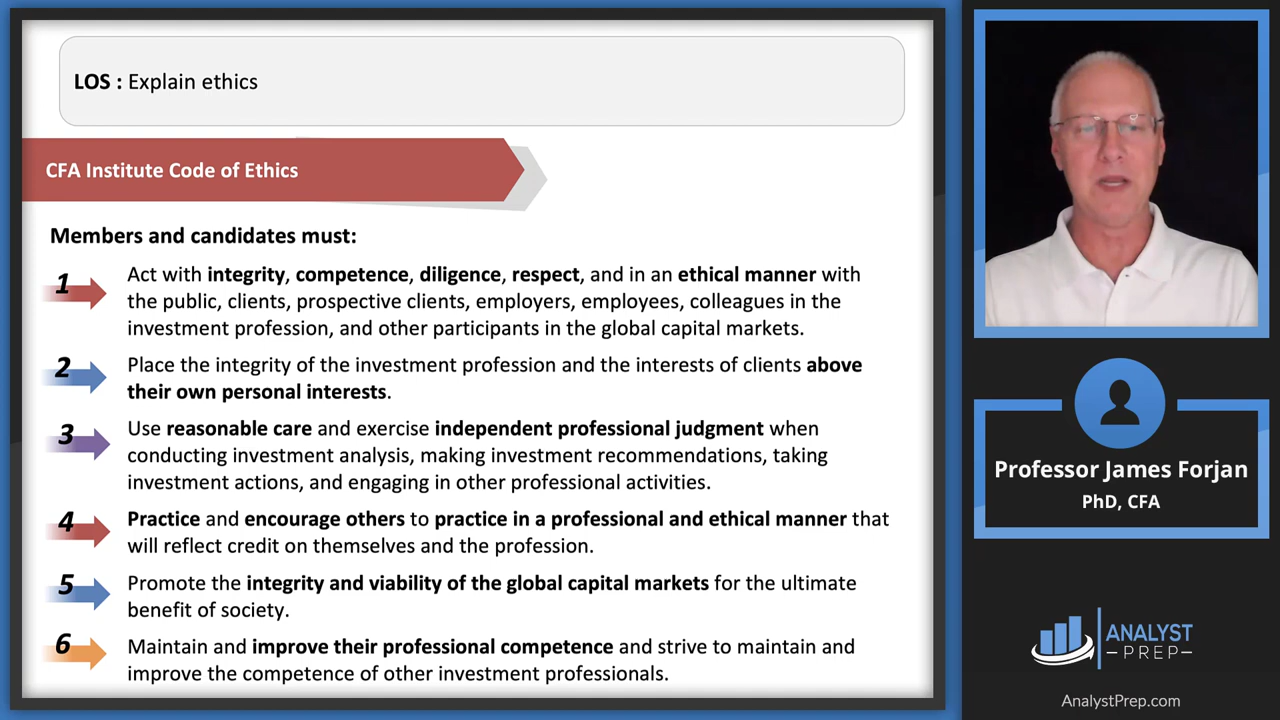 LOS : Explain ethics
CFA Institute Code of Ethics
Members and candidates must:
1
Act with integrity, competence, diligence, respect, and in an ethical manner with
the public, clients, prospective clients, employers, employees, colleagues in the
investment profession, and other participants in the global capital markets.
2
Place the integrity of the investment profession and the interests of clients above
their own personal interests.
3
Use reasonable care and exercise independent professional judgment when
conducting investment analysis, making investment recommendations, taking
investment actions, and engaging in other professional activities.
4
Practice and encourage others to practice in a professional and ethical manner that
will reflect credit on themselves and the profession.
5
Promote the integrity and viability of the global capital markets for the ultimate
benefit of society.
6
Maintain and improve their professional competence and strive to maintain and
improve the competence of other investment professionals.
Professor James Forjan
PhD, CFA
ANALYST
PREP
AnalystPrep.com